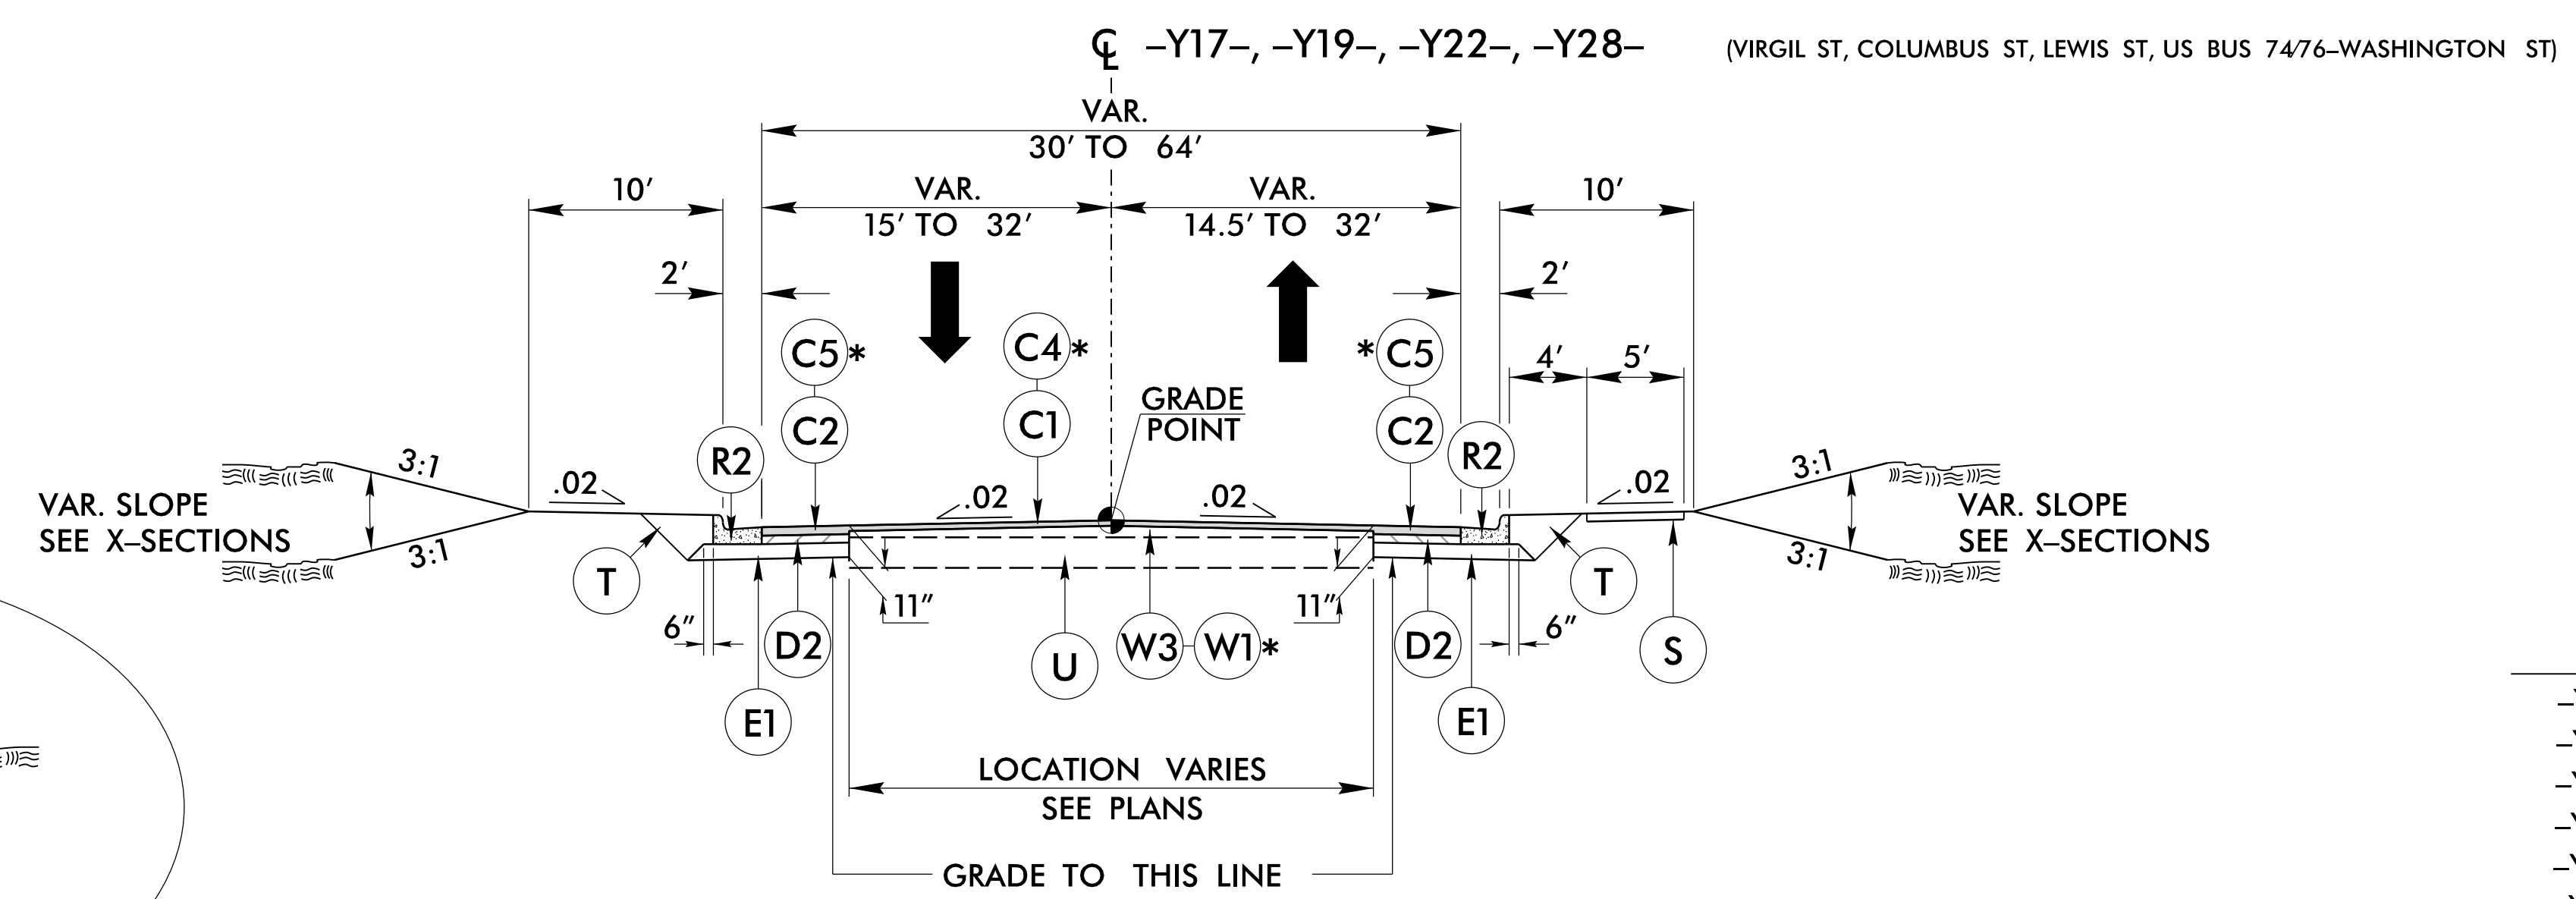 ℄ –Y17–, –Y19–, –Y22–, –Y28– (VIRGIL ST, COLUMBUS ST, LEWIS ST, US BUS 74/76–WASHINGTON ST)
VAR.
30' TO 64'
10' VAR. VAR. 10'
15' TO 32' 14.5' TO 32'
2' 2'
C5* C4* *C5 4' 5'
C2 C1 GRADE C2
POINT
R2 R2
3:1 .02 .02 .02 .02 3:1
VAR. SLOPE VAR. SLOPE
SEE X–SECTIONS SEE X–SECTIONS
3:1 3:1
T T
11" 11"
6" 6"
D2 U W3 W1* D2 S
E1 E1
LOCATION VARIES
SEE PLANS
GRADE TO THIS LINE